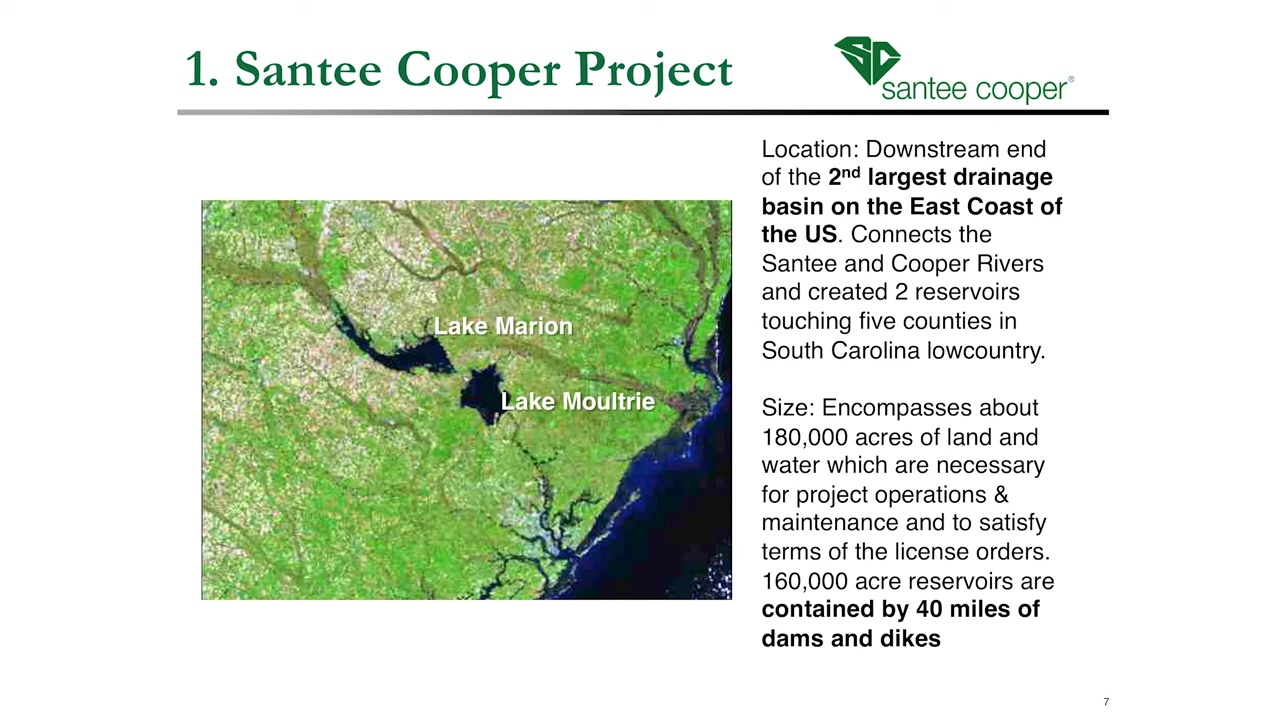 1. Santee Cooper Project
SC
santee cooper®
Location: Downstream end
of the 2nd largest drainage
basin on the East Coast of
the US. Connects the
Santee and Cooper Rivers
and created 2 reservoirs
touching five counties in
South Carolina lowcountry.
Lake Marion
Lake Moultrie
Size: Encompasses about
180,000 acres of land and
water which are necessary
for project operations &
maintenance and to satisfy
terms of the license orders.
160,000 acre reservoirs are
contained by 40 miles of
dams and dikes
7